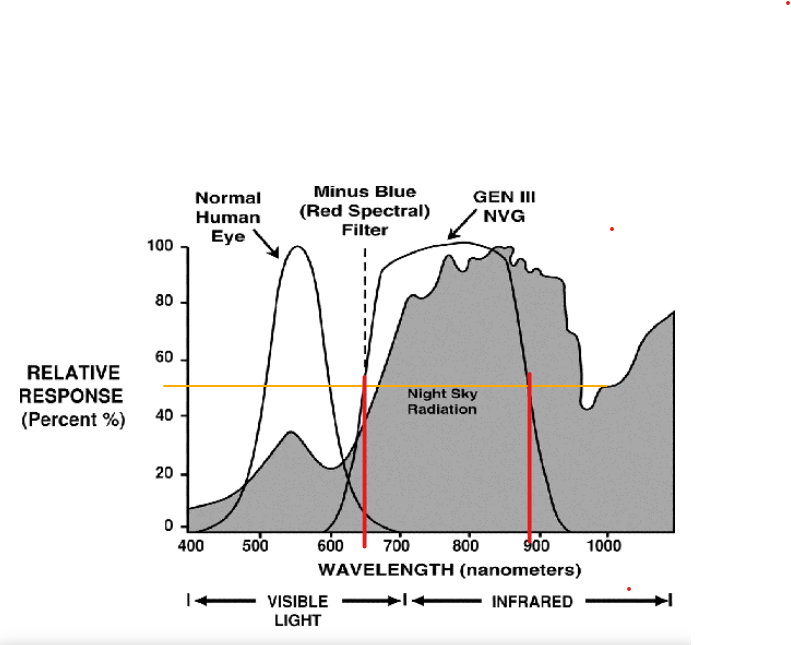 Normal
Human
Eye
Minus Blue
(Red Spectral)
Filter
GEN III
NVG
100
80
60
40
20
0
RELATIVE
RESPONSE
(Percent %)
Night Sky
Radiation
400 500 600 700 800 900 1000
WAVELENGTH (nanometers)
VISIBLE
LIGHT
INFRARED